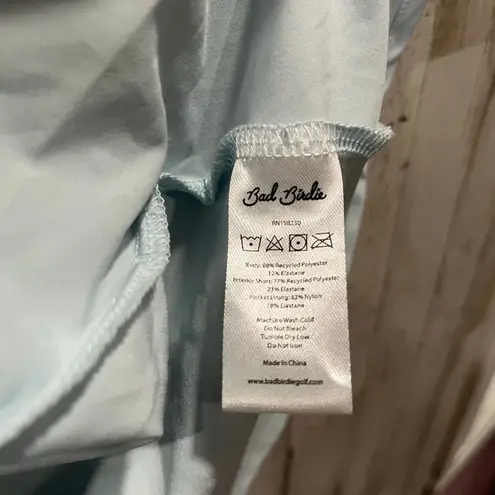 Bad Birdie
RN158230
Body: 88% Recycled Polyester
12% Elastane
Interior Short: 77% Recycled Polyester
23% Elastane
Pocket Lining: 82% Nylon
18% Elastane
Machine Wash Cold
Do Not Bleach
Tumble Dry Low
Do Not Iron
Made In China
www.badbirdiegolf.com